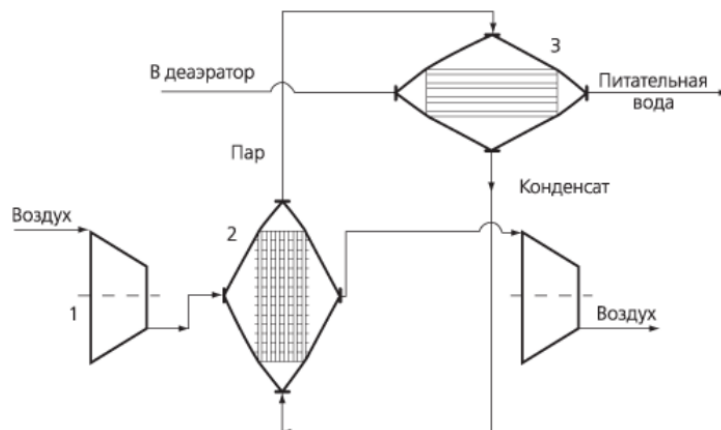 3
В деаэратор
Питательная
вода
Пар
Конденсат
Воздух
2
1
Воздух